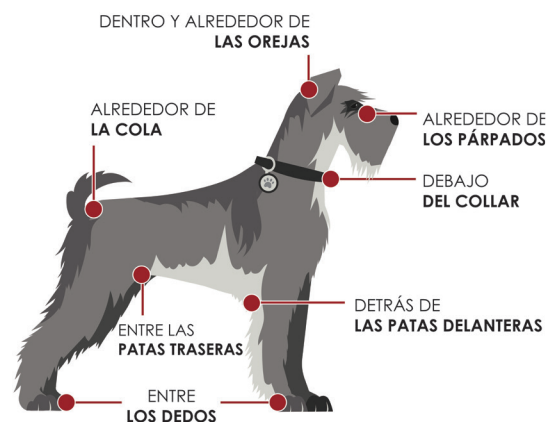 DENTRO Y ALREDEDOR DE
LAS OREJAS
ALREDEDOR DE
LA COLA
ALREDEDOR DE
LOS PÁRPADOS
DEBAJO
DEL COLLAR
DETRÁS DE
LAS PATAS DELANTERAS
ENTRE LAS
PATAS TRASERAS
ENTRE
LOS DEDOS